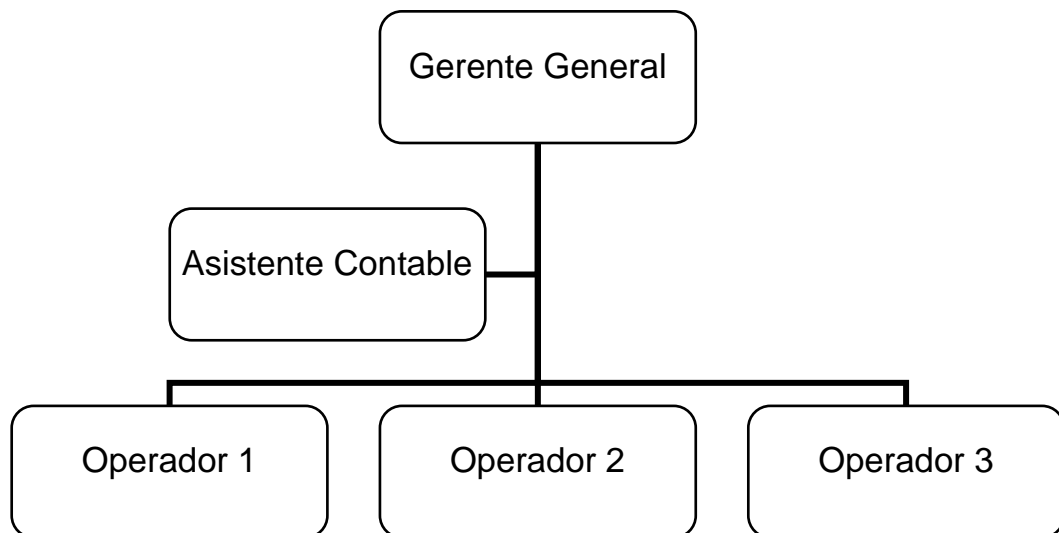 Gerente General
Asistente Contable
Operador 1
Operador 2
Operador 3